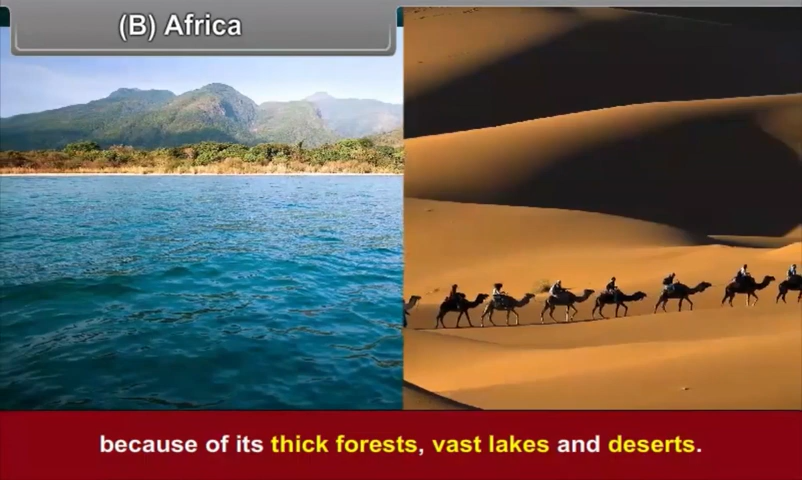 (B) Africa
because of its thick forests, vast lakes and deserts.